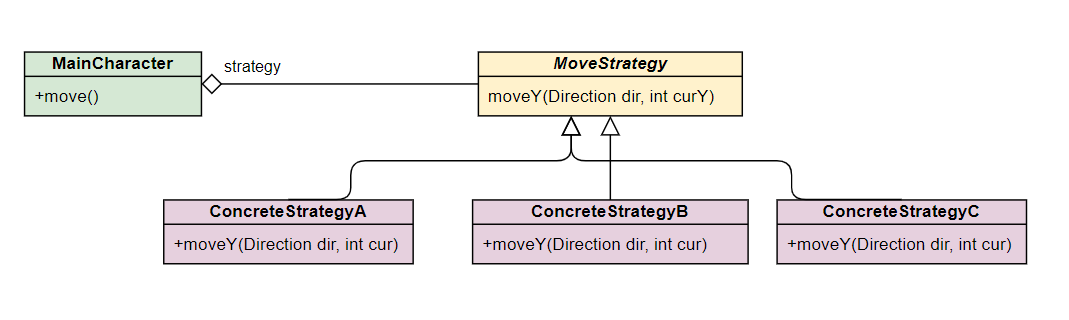 MainCharacter
+move()
strategy
MoveStrategy
moveY(Direction dir, int curY)
ConcreteStrategyA
+moveY(Direction dir, int cur)
ConcreteStrategyB
+moveY(Direction dir, int cur)
ConcreteStrategyC
+moveY(Direction dir, int cur)